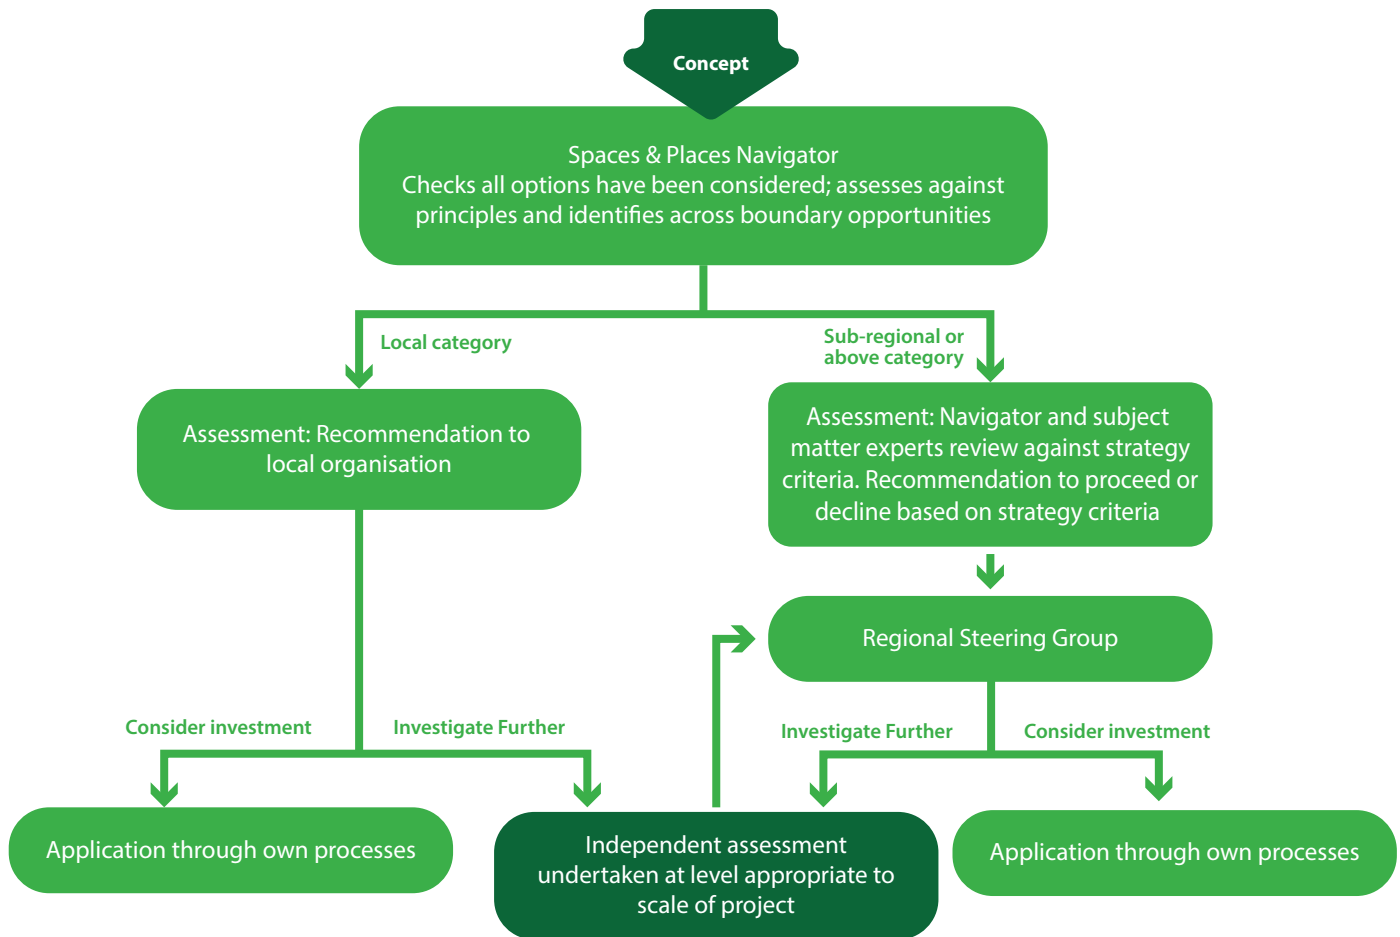 Concept
Spaces & Places Navigator
Checks all options have been considered; assesses against
principles and identifies across boundary opportunities
Local category
Sub-regional or
above category
Assessment: Recommendation to
local organisation
Assessment: Navigator and subject
matter experts review against strategy
criteria. Recommendation to proceed or
decline based on strategy criteria
Regional Steering Group
Consider investment
Investigate Further
Investigate Further
Consider investment
Application through own processes
Independent assessment
undertaken at level appropriate to
scale of project
Application through own processes